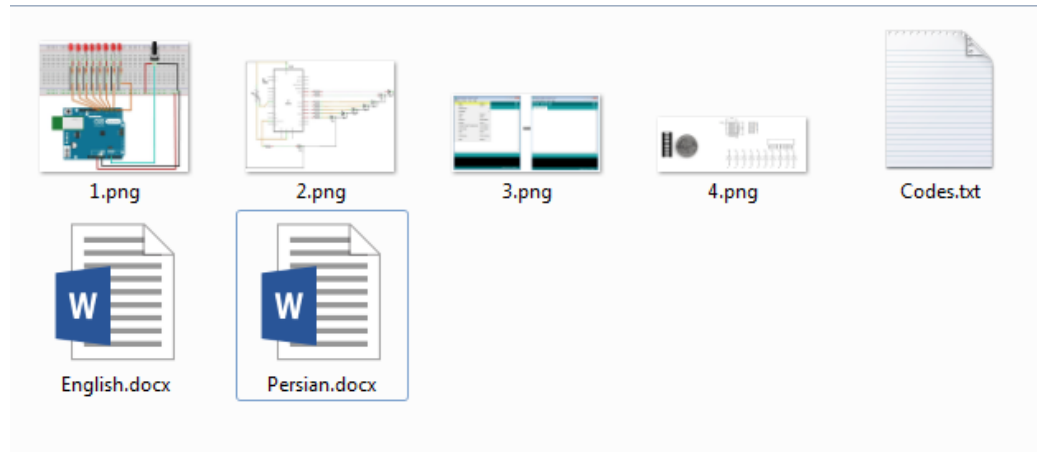 1.png
2.png
3.png
4.png
Codes.txt
W
English.docx
W
Persian.docx